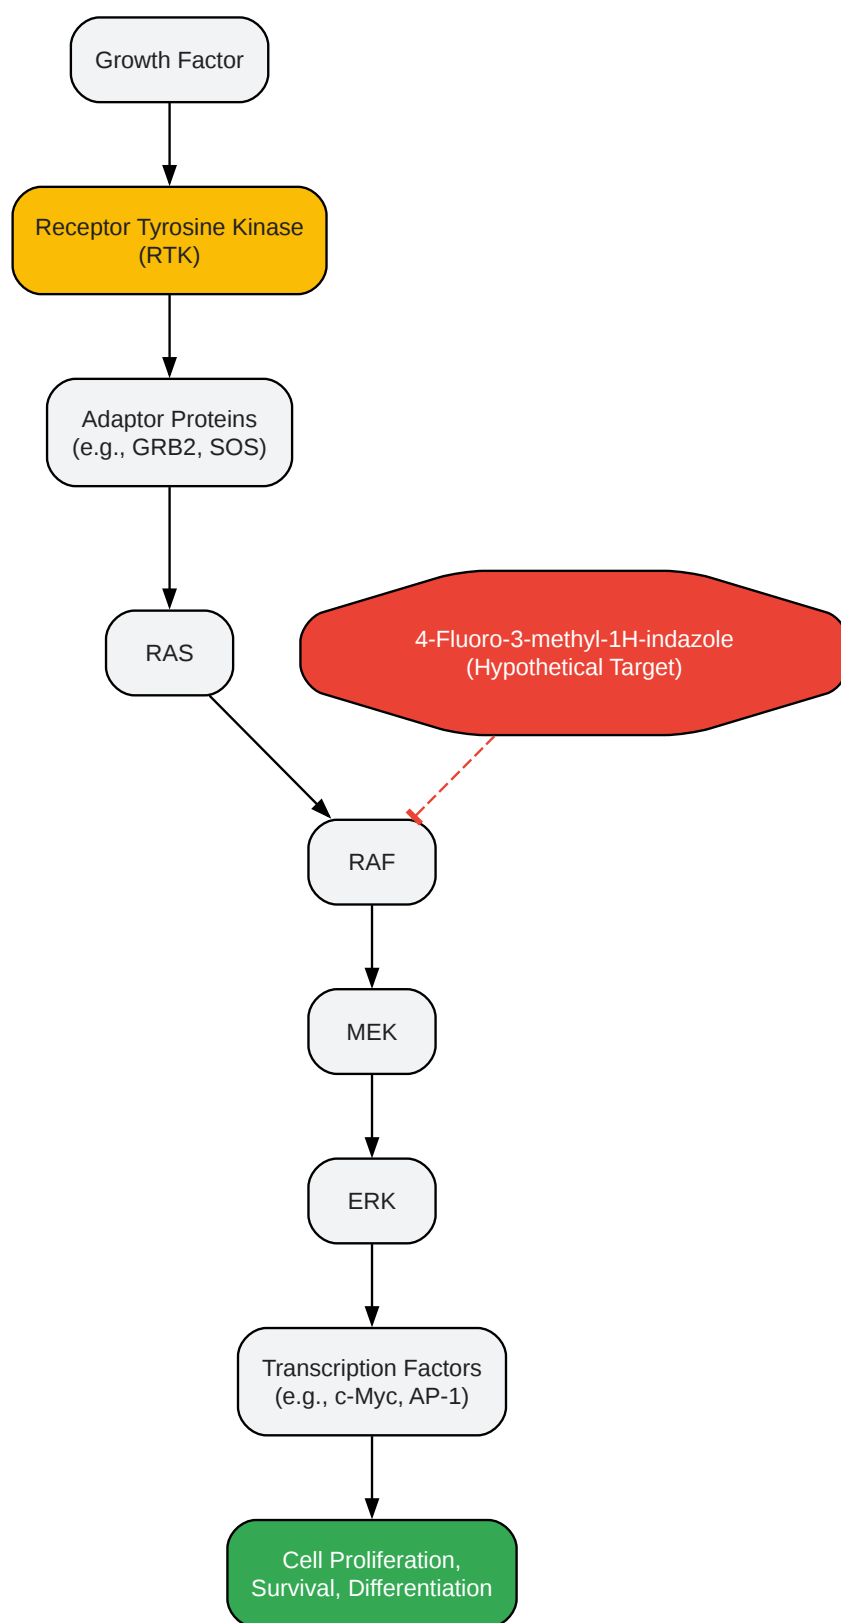 Growth Factor
Receptor Tyrosine Kinase
(RTK)
Adaptor Proteins
(e.g., GRB2, SOS)
RAS
4-Fluoro-3-methyl-1H-indazole
(Hypothetical Target)
RAF
MEK
ERK
Transcription Factors
(e.g., c-Myc, AP-1)
Cell Proliferation,
Survival, Differentiation